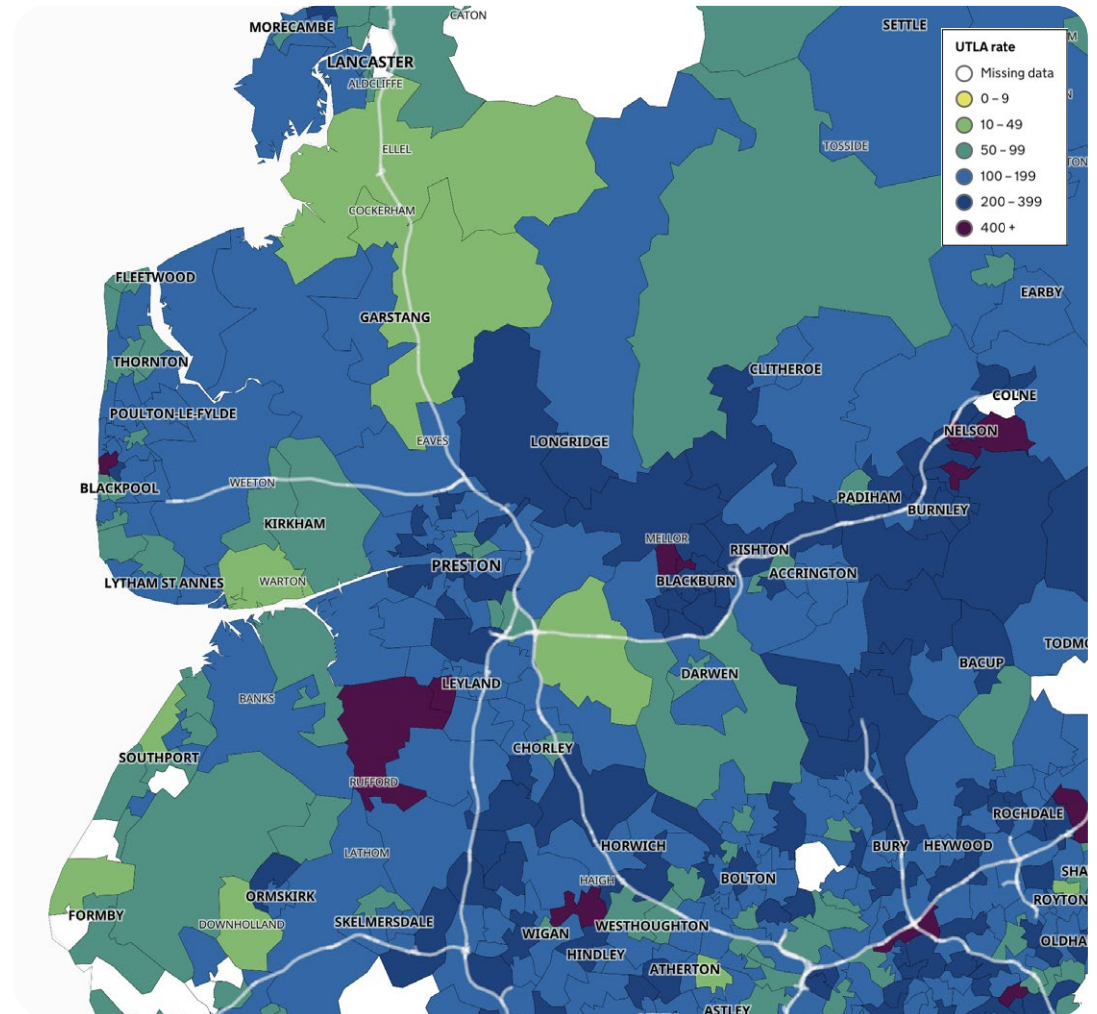 CATON
SETTLE
MORECAMBE
LANCASTER
ALDCLIFFE
UTLA rate
Missing data
0 – 9
10 – 49
50 – 99
100 – 199
200 – 399
400 +
ELLEL
TOSSIDE
COCKERHAM
FLEETWOOD
EARBY
GARSTANG
THORNTON
CLITHEROE
COLNE
POULTON-LE-FYLDE
NELSON
EAVES
LONGRIDGE
WEETON
BLACKPOOL
PADIHAM
BURNLEY
KIRKHAM
MELLOR
RISHTON
PRESTON
ACCRINGTON
LYTHAM ST ANNES
WARTON
BLACKBURN
TODMO
BACUP
DARWEN
LEYLAND
BANKS
SOUTHPORT
CHORLEY
RUFFORD
ROCHDALE
HORWICH
BURY
HEYWOOD
LATHOM
SHA
HAIGH
BOLTON
ORMSKIRK
ROYTON
FORMBY
DOWNHOLLAND
SKELMERSDALE
WESTHOUGHTON
WIGAN
OLDHA
HINDLEY
ATHERTON
ASTLEY